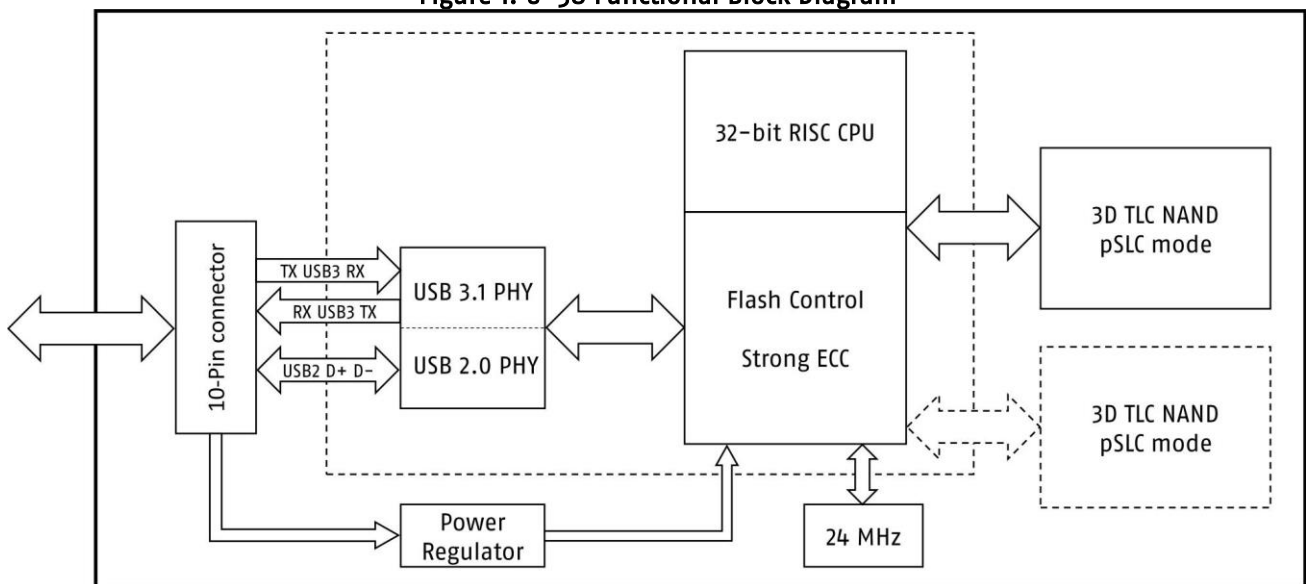 32-bit RISC CPU
3D TLC NAND
pSLC mode
10-Pin connector
TX USB3 RX
USB 3.1 PHY
RX USB3 TX
Flash Control
USB2 D+ D-
USB 2.0 PHY
Strong ECC
3D TLC NAND
pSLC mode
Power
Regulator
24 MHz